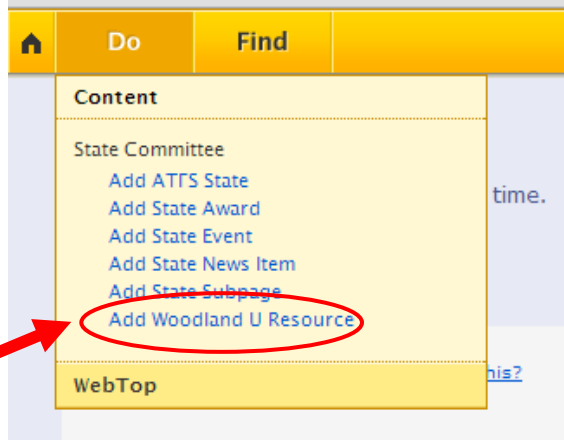 Do Find
Content
State Committee
Add ATFS State
Add State Award
time.
Add State Event
Add State News Item
Add State Subpage
Add Woodland U Resource
his?
WebTop